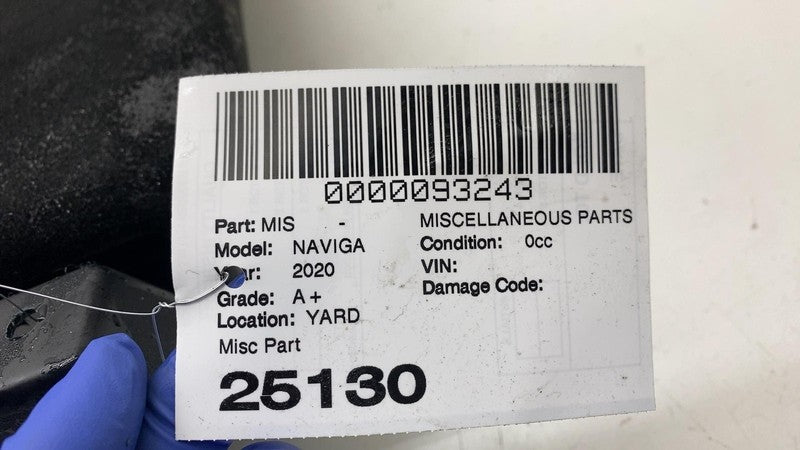 0000093243
Part: MIS - MISCELLANEOUS PARTS
Model: NAVIGA Condition: 0cc
2020 VIN:
Grade: A+ Damage Code:
Location: YARD
Misc Part
25130